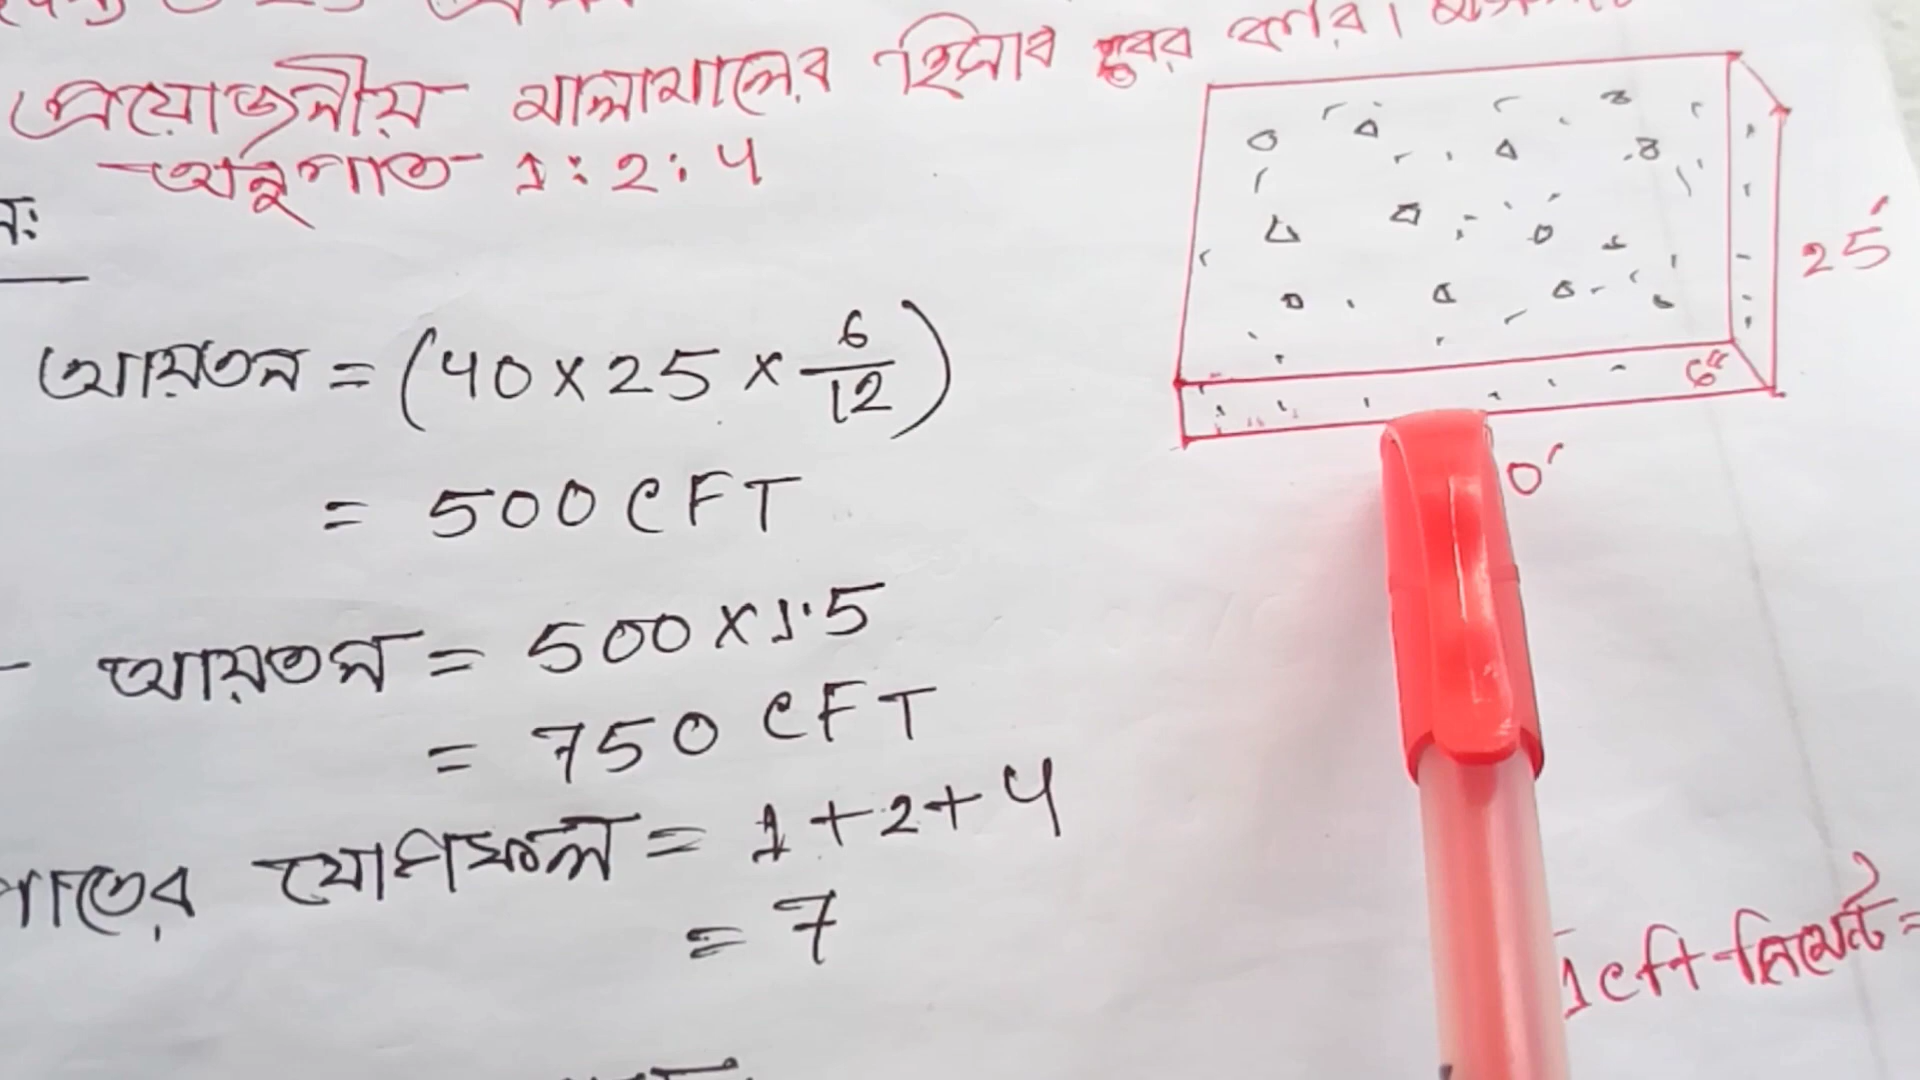 প্রয়োজনীয় মালামালের হিসাব বের কর।
অনুপাত 1:2:4
25'
6"
0'
আয়তন = (40 x 25 x 6/12)
= 500 CFT
আয়তন = 500 x 1.5
= 750 CFT
পাতের যোগফল = 1+2+4
= 7
1 cft সিমেন্ট =